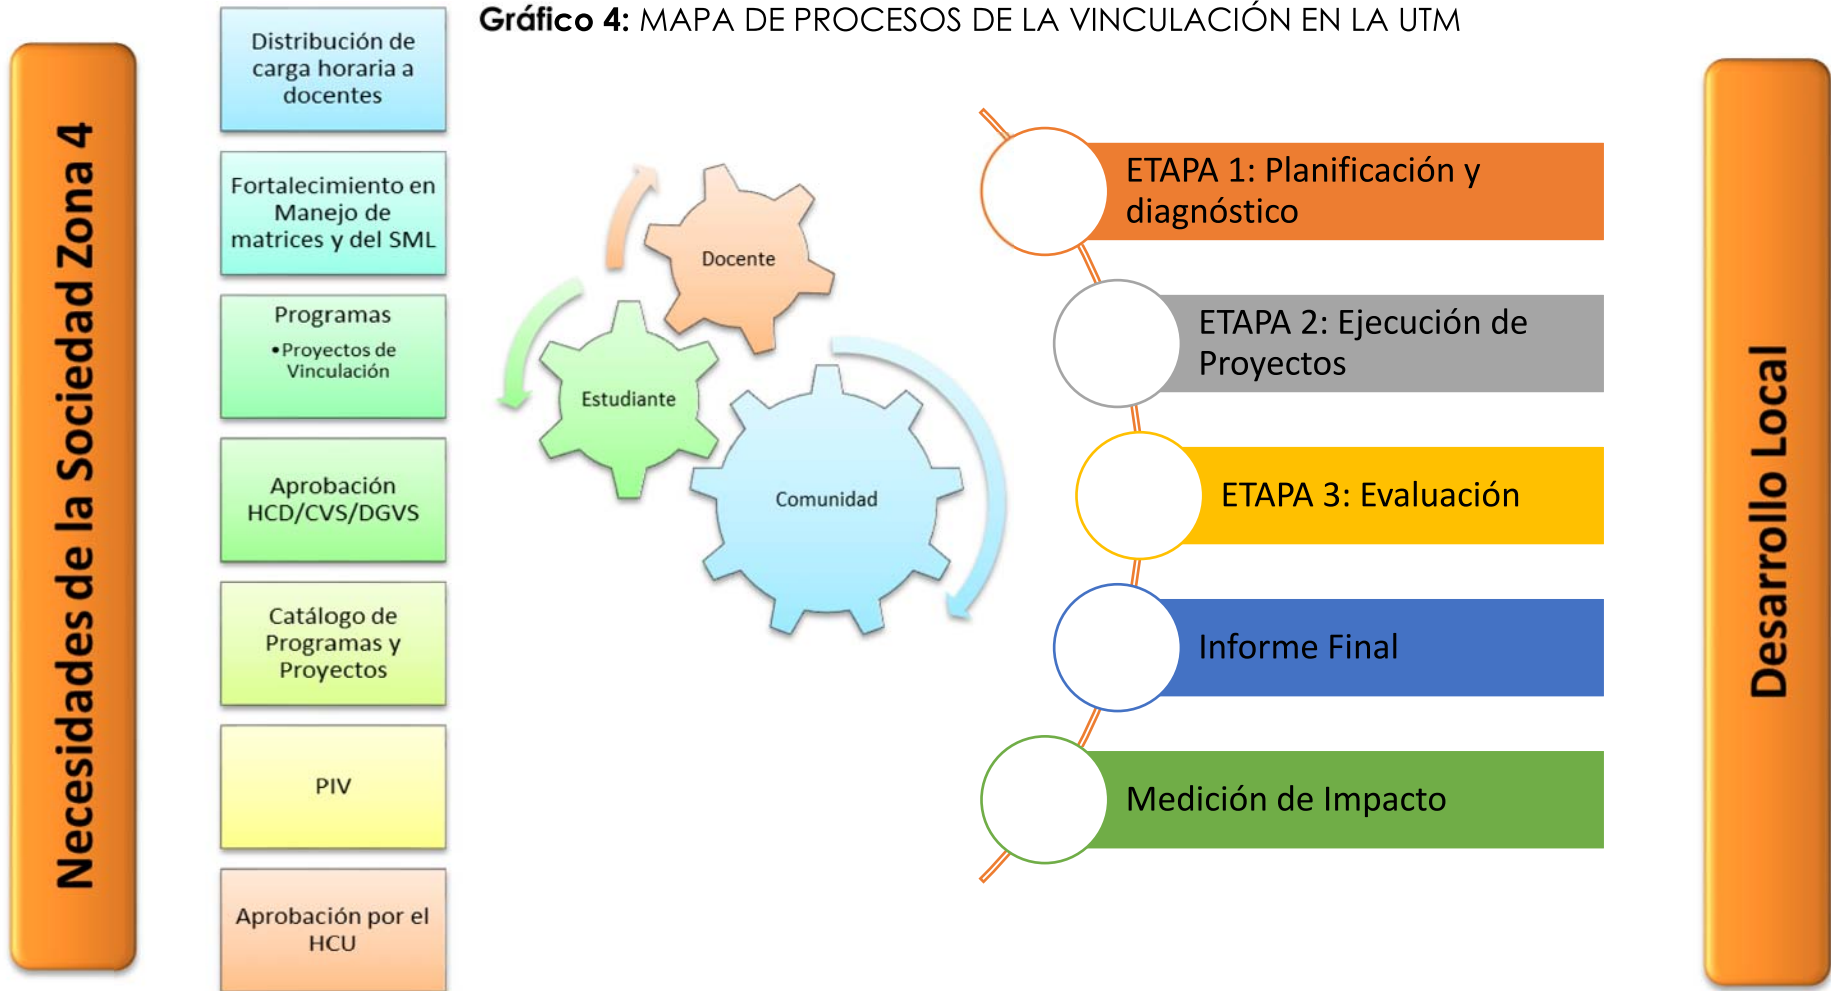 Gráfico 4: MAPA DE PROCESOS DE LA VINCULACIÓN EN LA UTM
Necesidades de la Sociedad Zona 4
Distribución de
carga horaria a
docentes
Fortalecimiento en
Manejo de
matrices y del SML
Programas
•Proyectos de
Vinculación
Aprobación
HCD/CVS/DGVS
Catálogo de
Programas y
Proyectos
PIV
Aprobación por el
HCU
Docente
Estudiante
Comunidad
ETAPA 1: Planificación y
diagnóstico
ETAPA 2: Ejecución de
Proyectos
ETAPA 3: Evaluación
Informe Final
Medición de Impacto
Desarrollo Local